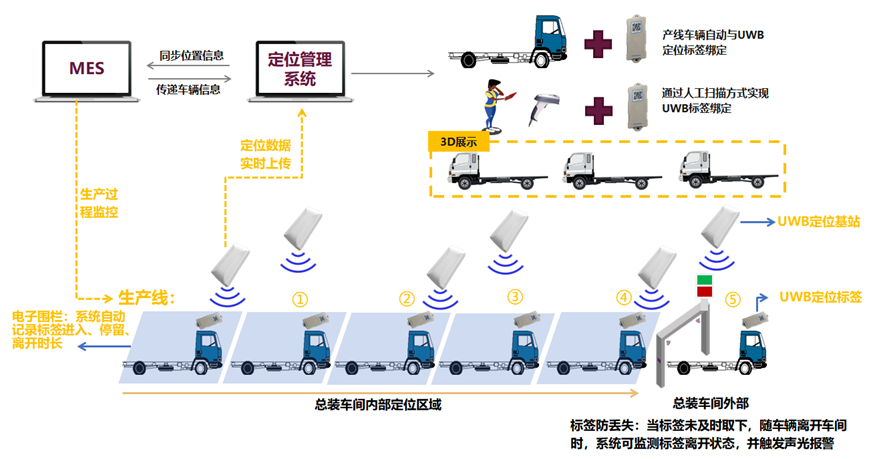 MES
同步位置信息
传递车辆信息
定位管理
系统
产线车辆自动与UWB
定位标签绑定
通过人工扫描方式实现
UWB标签绑定
3D展示
定位数据
实时上传
生产过
程监控
UWB定位基站
生产线：
①
②
③
④
⑤
UWB定位标签
电子围栏：系统自动
记录标签进入、停留、
离开时长
总装车间内部定位区域
总装车间外部
标签防丢失：当标签未及时取下，随车辆离开车间
时，系统可监测标签离开状态，并触发声光报警